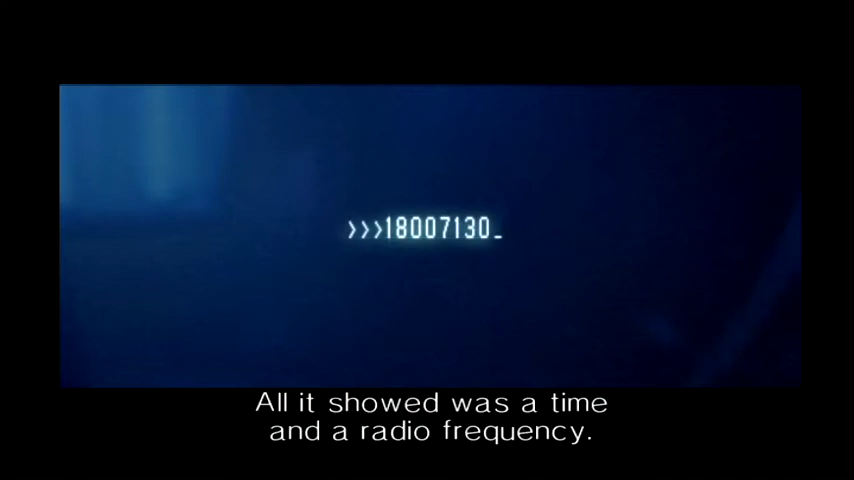 >>>18007130_
All it showed was a time
and a radio frequency.